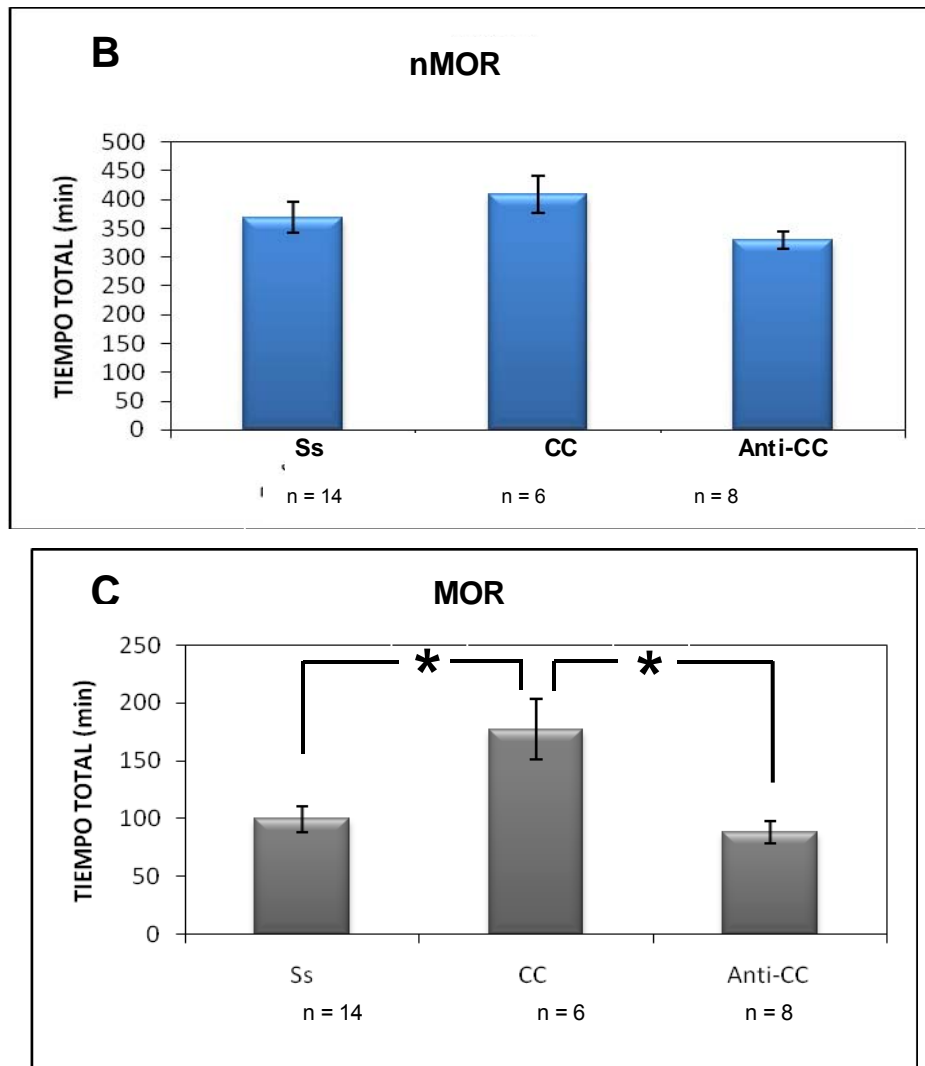 B
nMOR
TIEMPO TOTAL (min)
500
450
400
350
300
250
200
150
100
50
0
Ss CC Anti-CC
n = 14 n = 6 n = 8
C
MOR
TIEMPO TOTAL (min)
250
200
150
100
50
0
* *
Ss CC Anti-CC
n = 14 n = 6 n = 8